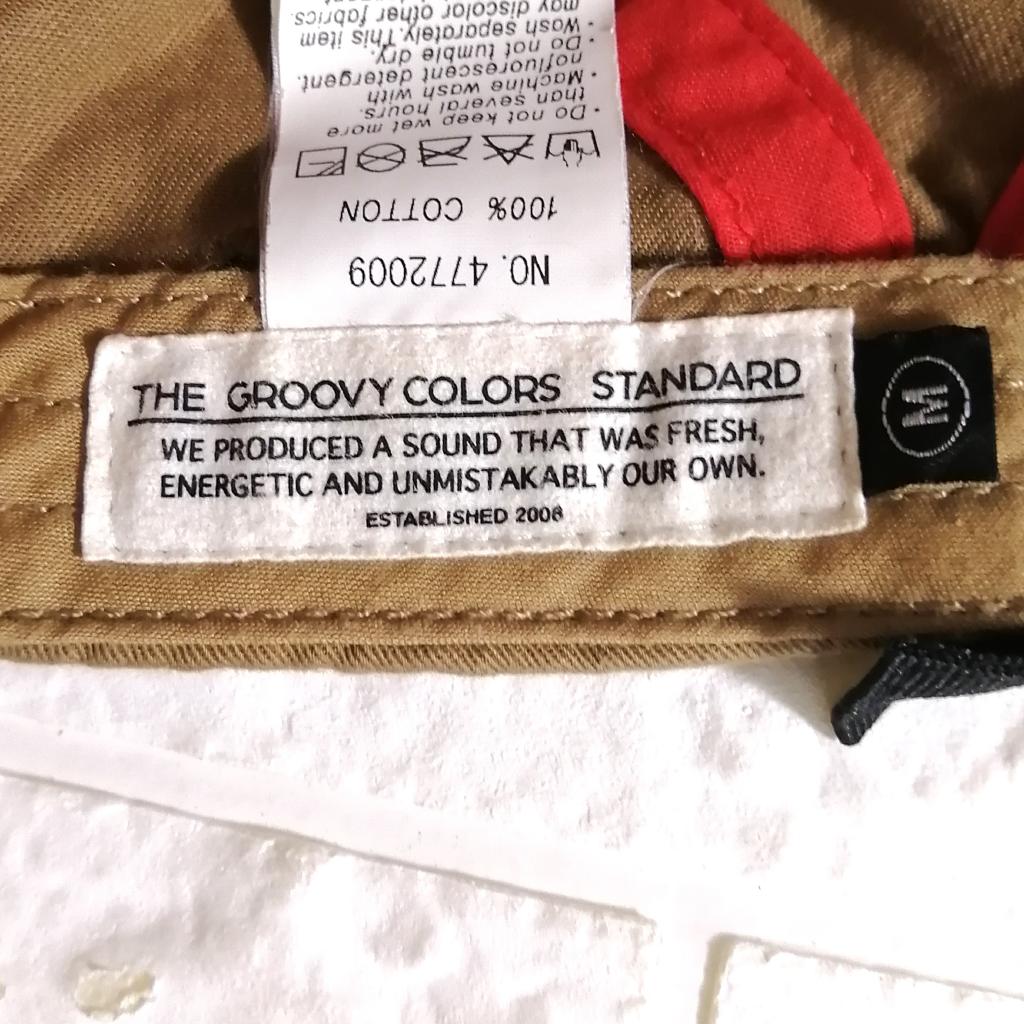 THE GROOVY COLORS STANDARD
WE PRODUCED A SOUND THAT WAS FRESH,
ENERGETIC AND UNMISTAKABLY OUR OWN.
ESTABLISHED 2008
M
NO. 4772009
100% COTTON
· Do not keep wet more
than several hours.
· Machine wash with
nofluorescent detergent.
· Do not tumble dry.
· Wash separately.This item
may discolor other fabrics.